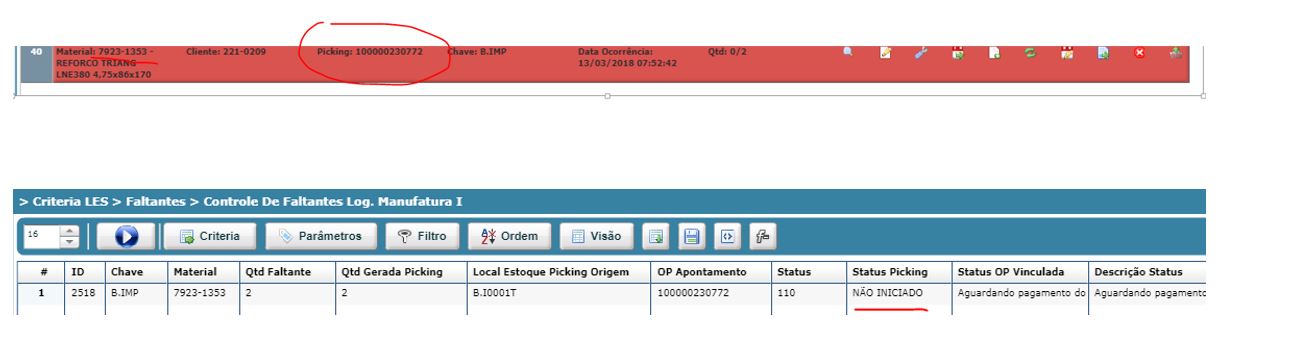 40 Material: 7923-1353 - Cliente: 221-0209 Picking: 100000230772 Chave: B.IMP Data Ocorrência: Qtd: 0/2
REFORCO TRIANG 13/03/2018 07:52:42
LNE380 4,75x86x170
> Criteria LES > Faltantes > Controle De Faltantes Log. Manufatura I
16 Criteria Parâmetros Filtro Ordem Visão
# ID Chave Material Qtd Faltante Qtd Gerada Picking Local Estoque Picking Origem OP Apontamento Status Status Picking Status OP Vinculada Descrição Status
1 2518 B.IMP 7923-1353 2 2 B.I0001T 100000230772 110 NÃO INICIADO Aguardando pagamento do Aguardando pagamento